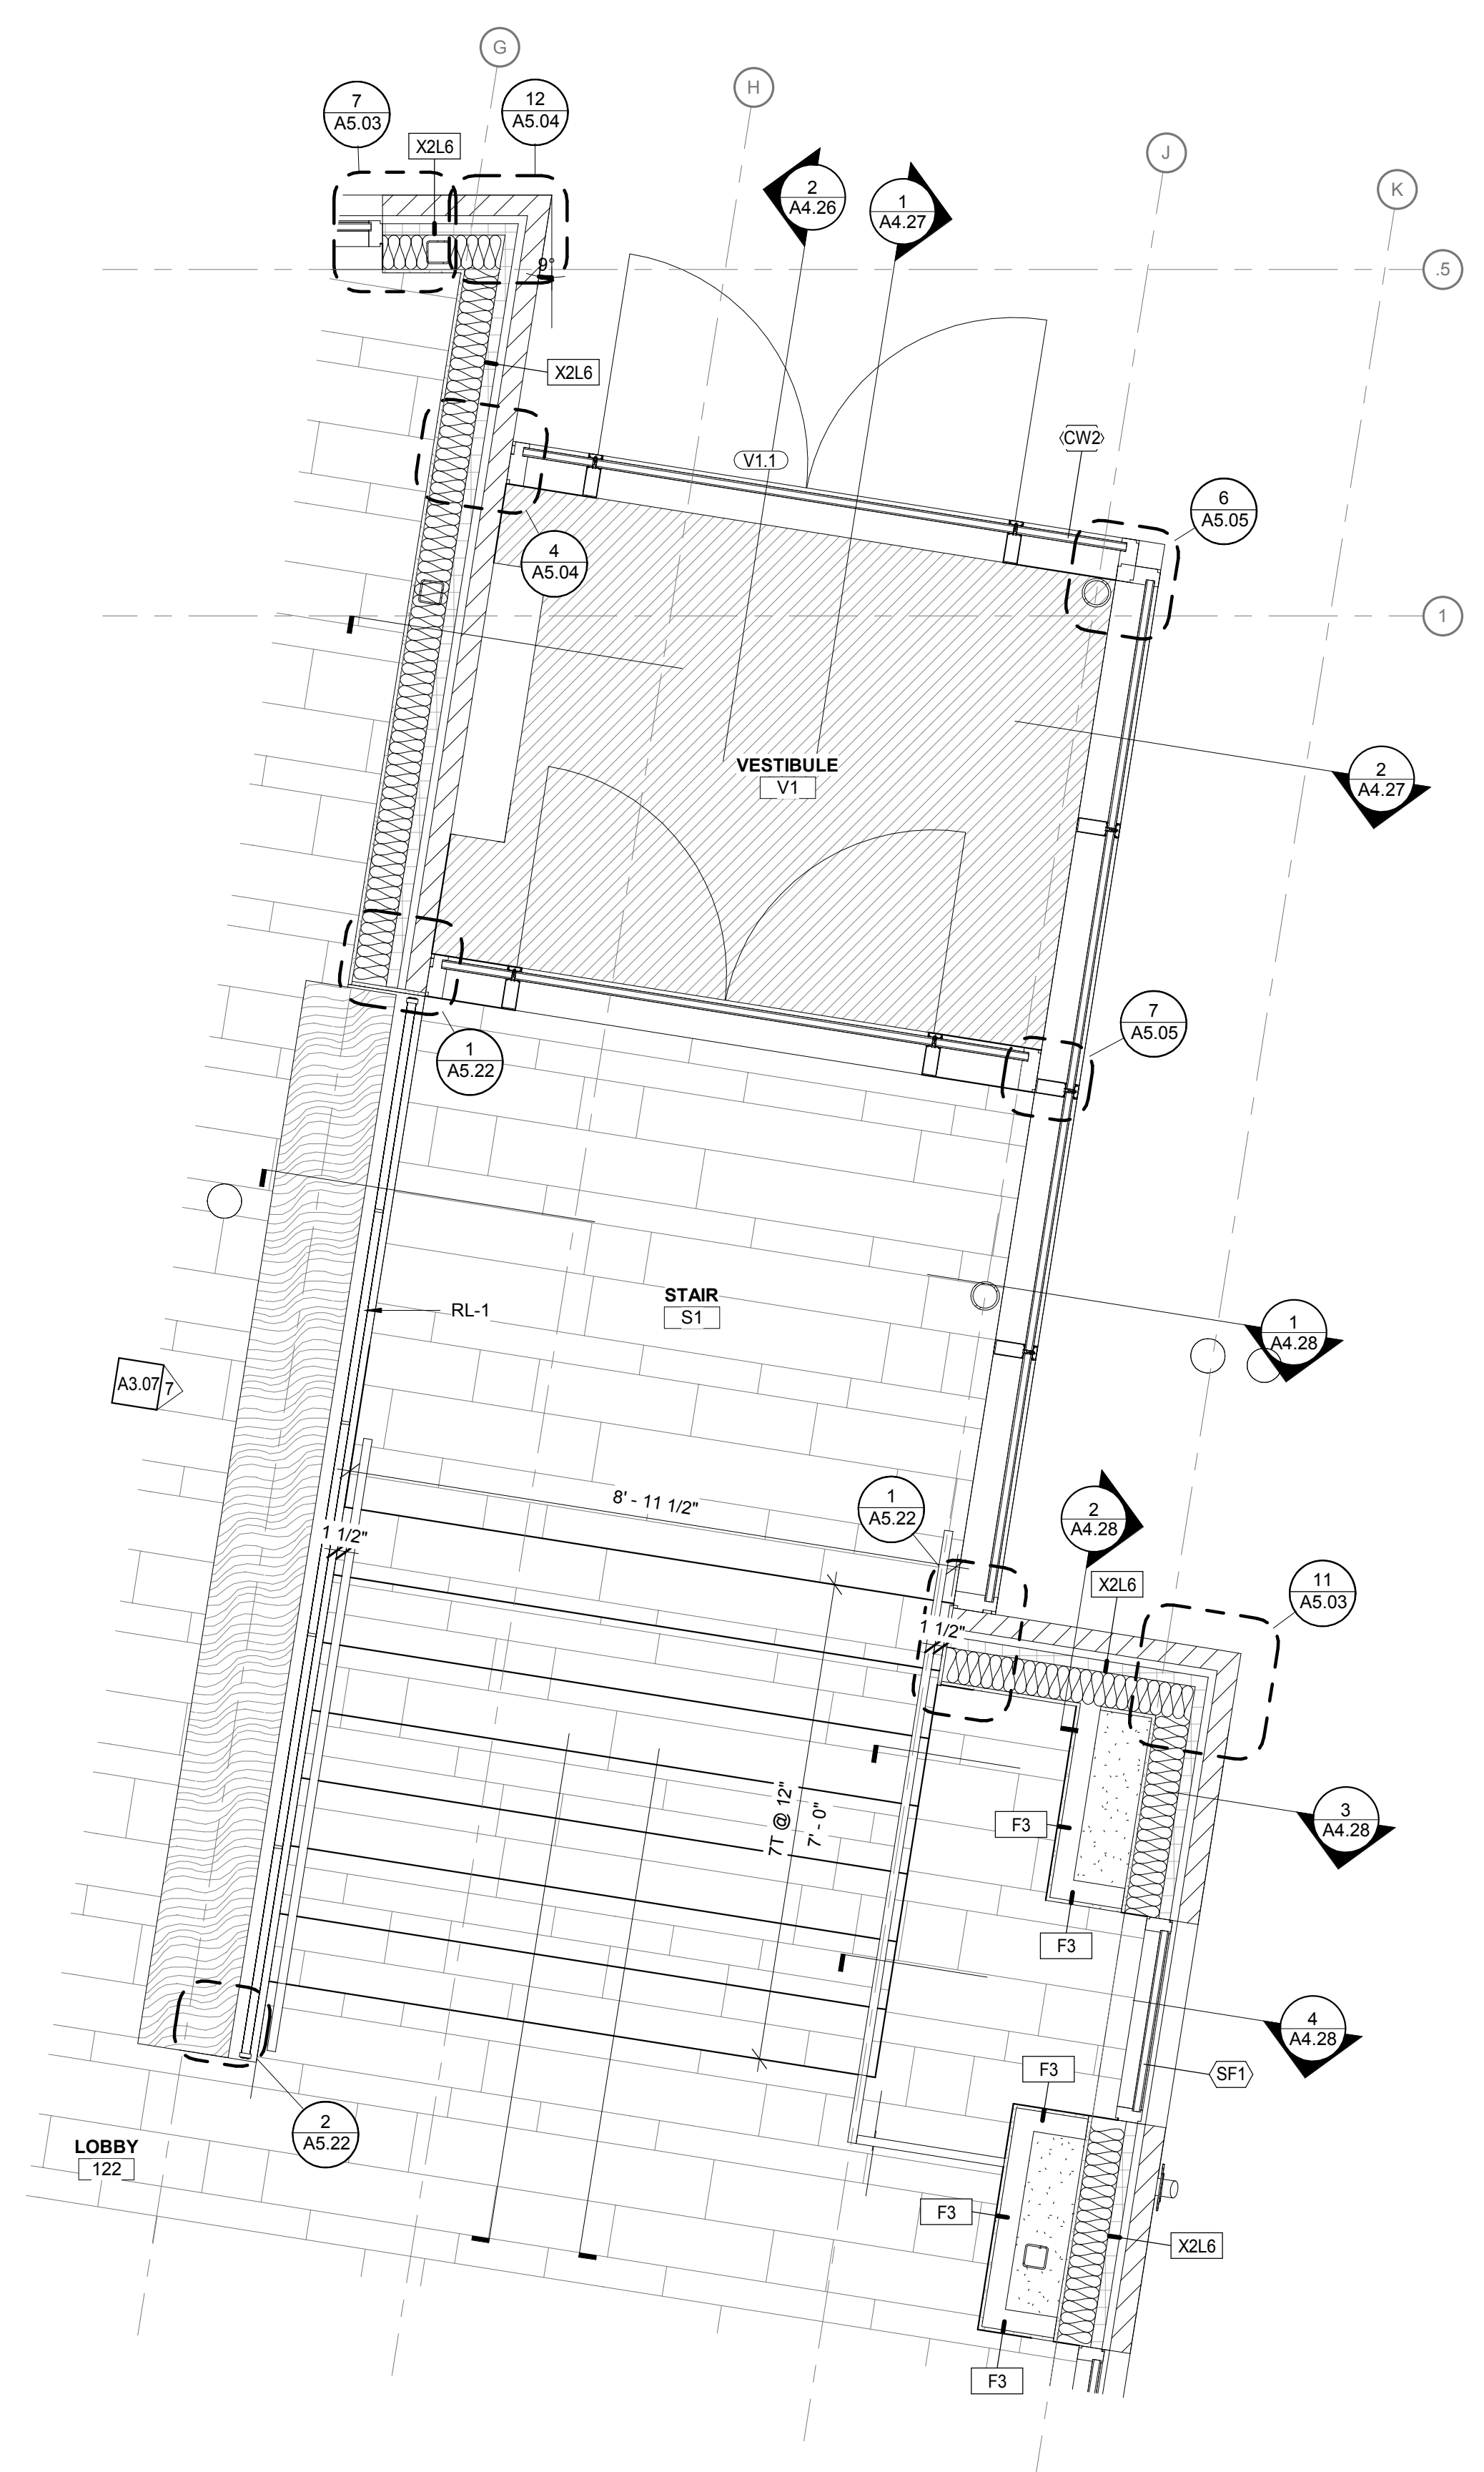 G
H
7
A5.03
12
A5.04
X2L6
J
2
A4.26
1
A4.27
K
9°
.5
X2L6
CW2
V1.1
6
A5.05
4
A5.04
1
VESTIBULE
V1
2
A4.27
7
A5.05
1
A5.22
STAIR
S1
RL-1
1
A4.28
A3.07
7
8' - 11 1/2"
1
A5.22
2
A4.28
1 1/2"
X2L6
11
A5.03
1 1/2"
7T @ 12"
7' - 0"
F3
3
A4.28
F3
4
A4.28
F3
SF1
2
A5.22
LOBBY
122
F3
X2L6
F3